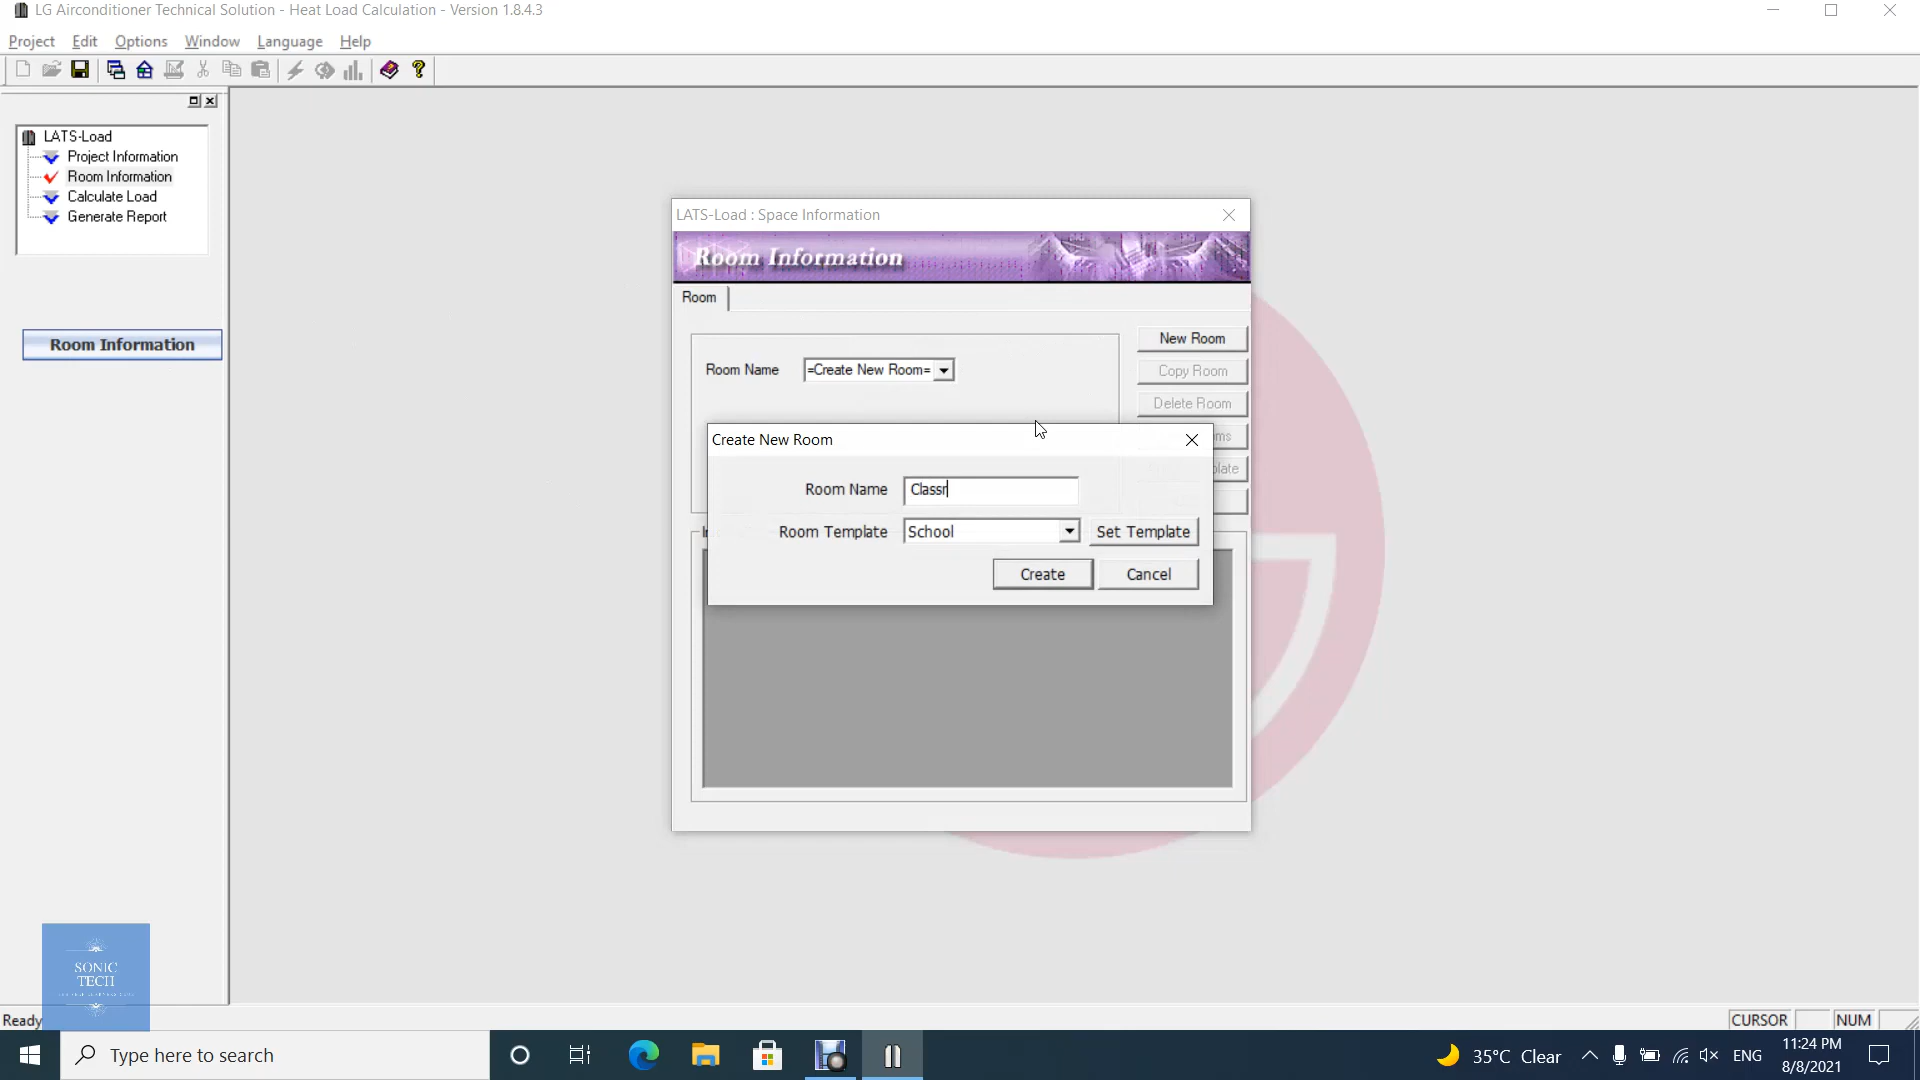 LG Airconditioner Technical Solution - Heat Load Calculation - Version 1.8.4.3
Project Edit Options Window Language Help
LATS-Load
Project Information
Room Information
Calculate Load
Generate Report
Room Information
LATS-Load : Space Information
Room Information
Room
Room Name =Create New Room=
New Room
Copy Room
Delete Room
ms
plate
Create New Room
Room Name Classr
Room Template School Set Template
Create Cancel
SONIC
TECH
Ready
CURSOR NUM
Type here to search
35°C Clear
ENG
11:24 PM
8/8/2021